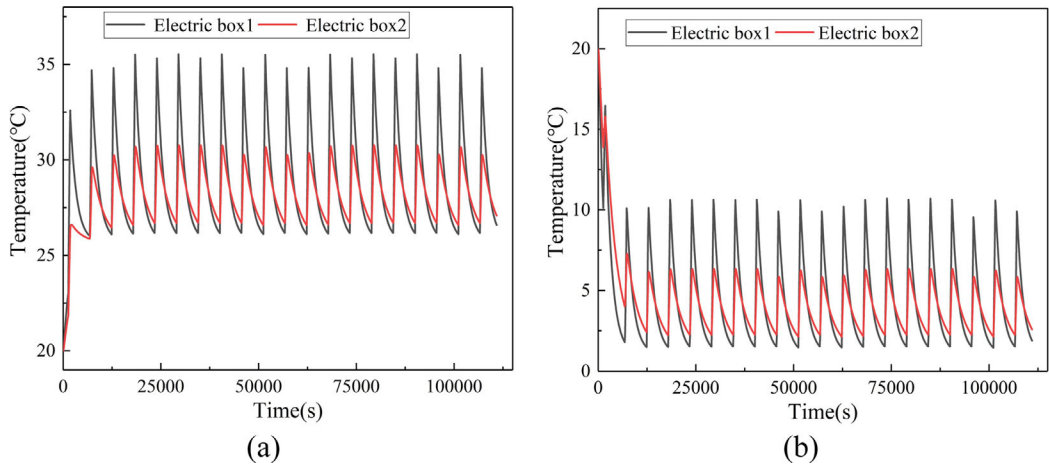 (a)
Electric box1 Electric box2
Temperature(℃)
35
30
25
20
0 25000 50000 75000 100000
Time(s)
(a)
(b)
Electric box1 Electric box2
Temperature(℃)
20
15
10
5
0
0 25000 50000 75000 100000
Time(s)
(b)